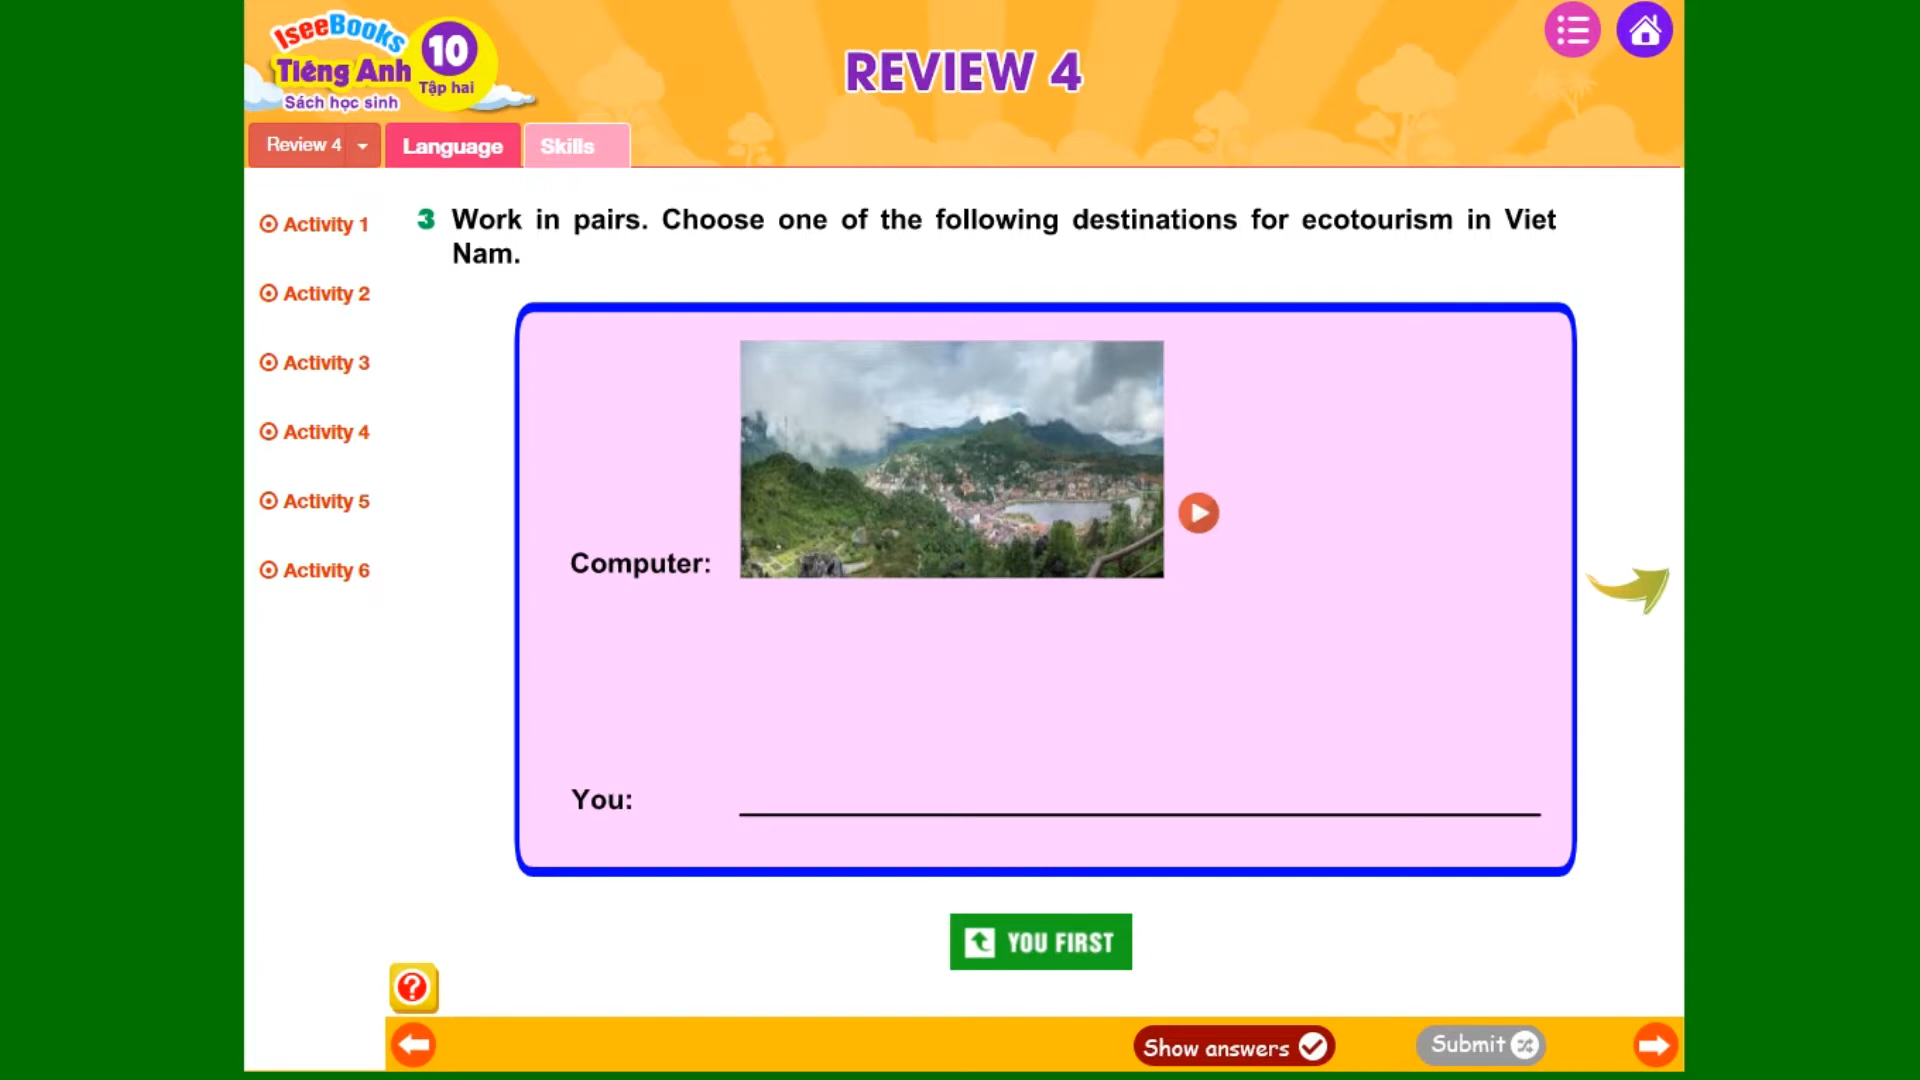 IseeBooks
Tiếng Anh
10
Tập hai
Sách học sinh
REVIEW 4
Review 4
Language
Skills
Activity 1
Activity 2
Activity 3
Activity 4
Activity 5
Activity 6
3 Work in pairs. Choose one of the following destinations for ecotourism in Viet
Nam.
Computer:
You:
YOU FIRST
?
Show answers
Submit